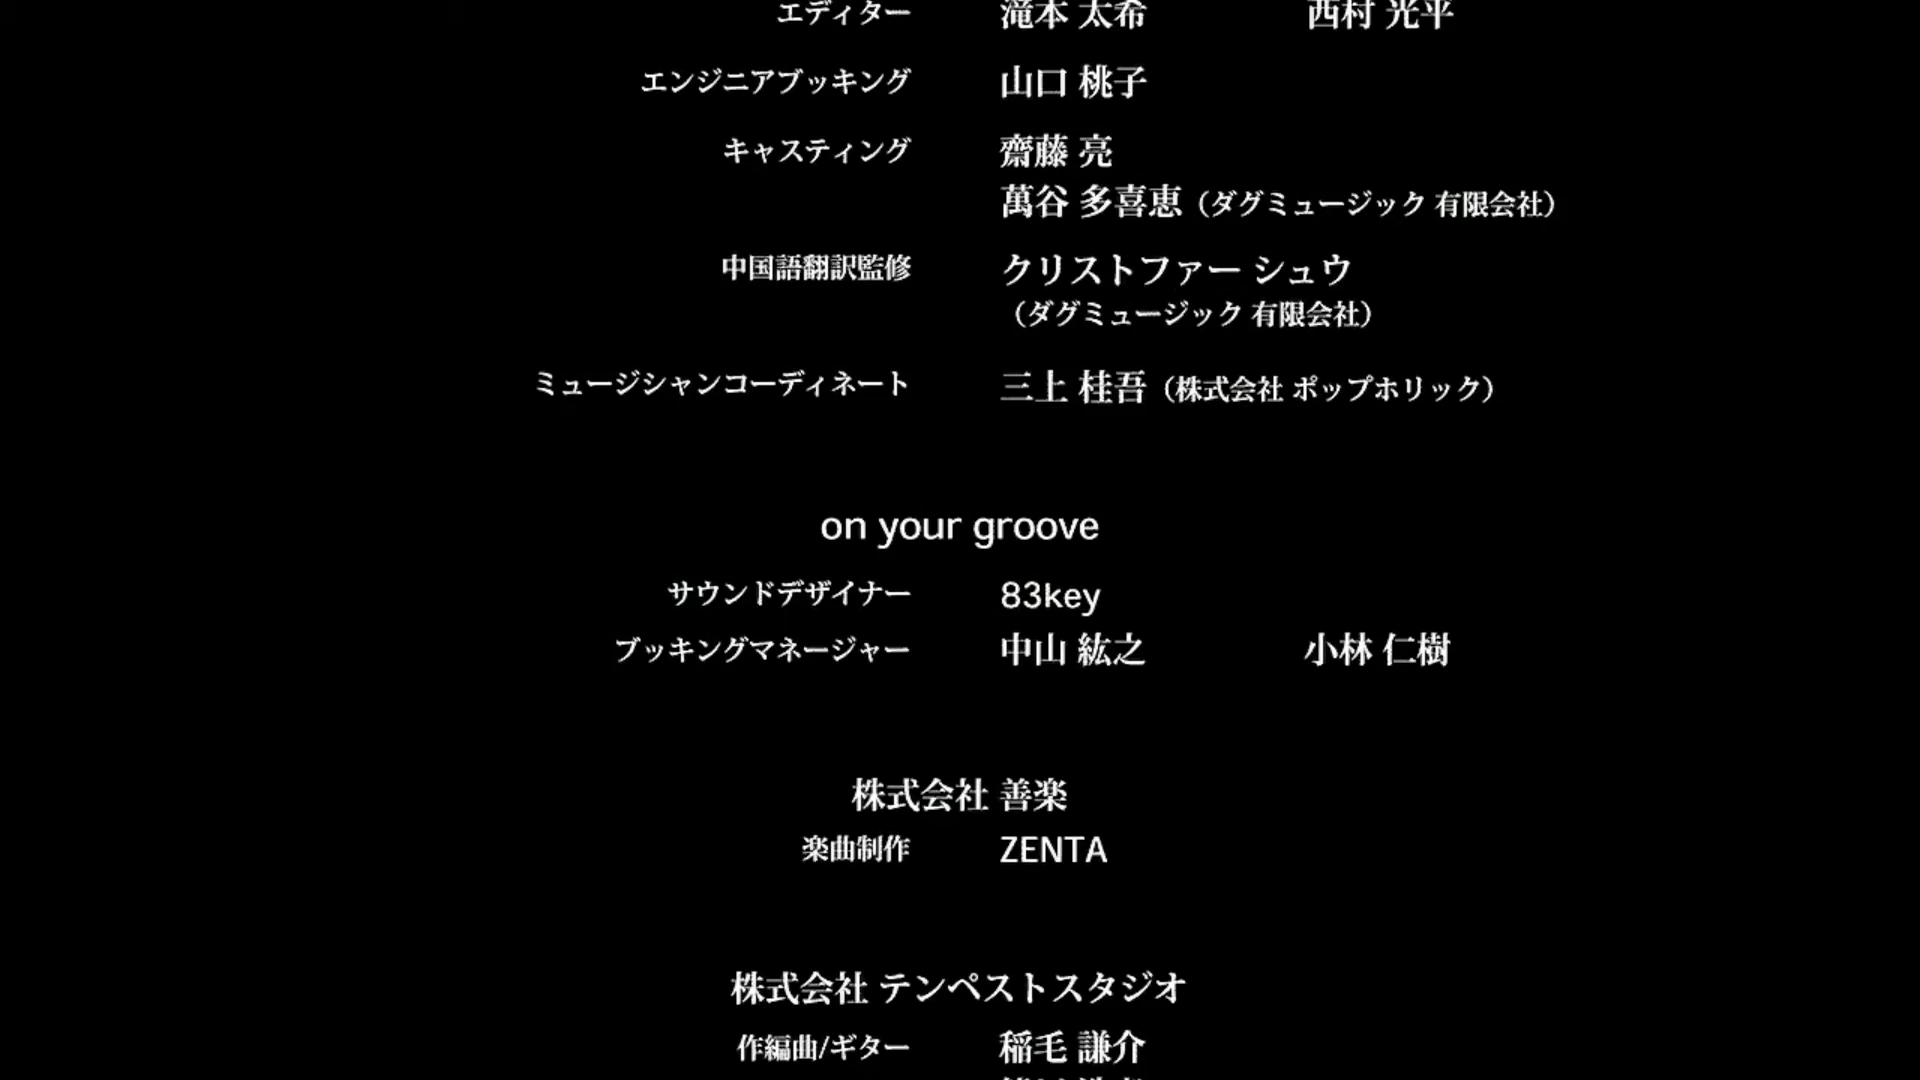 エディター 滝本 太希 西村 光平
エンジニアブッキング 山口 桃子
キャスティング 齋藤 亮
萬谷 多喜恵（ダグミュージック 有限会社）
中国語翻訳監修 クリストファー シュウ
（ダグミュージック 有限会社）
ミュージシャンコーディネート 三上 桂吾（株式会社 ポップホリック）
on your groove
サウンドデザイナー 83key
ブッキングマネージャー 中山 紘之 小林 仁樹
株式会社 善楽
楽曲制作 ZENTA
株式会社 テンペストスタジオ
作編曲/ギター 稲毛 謙介